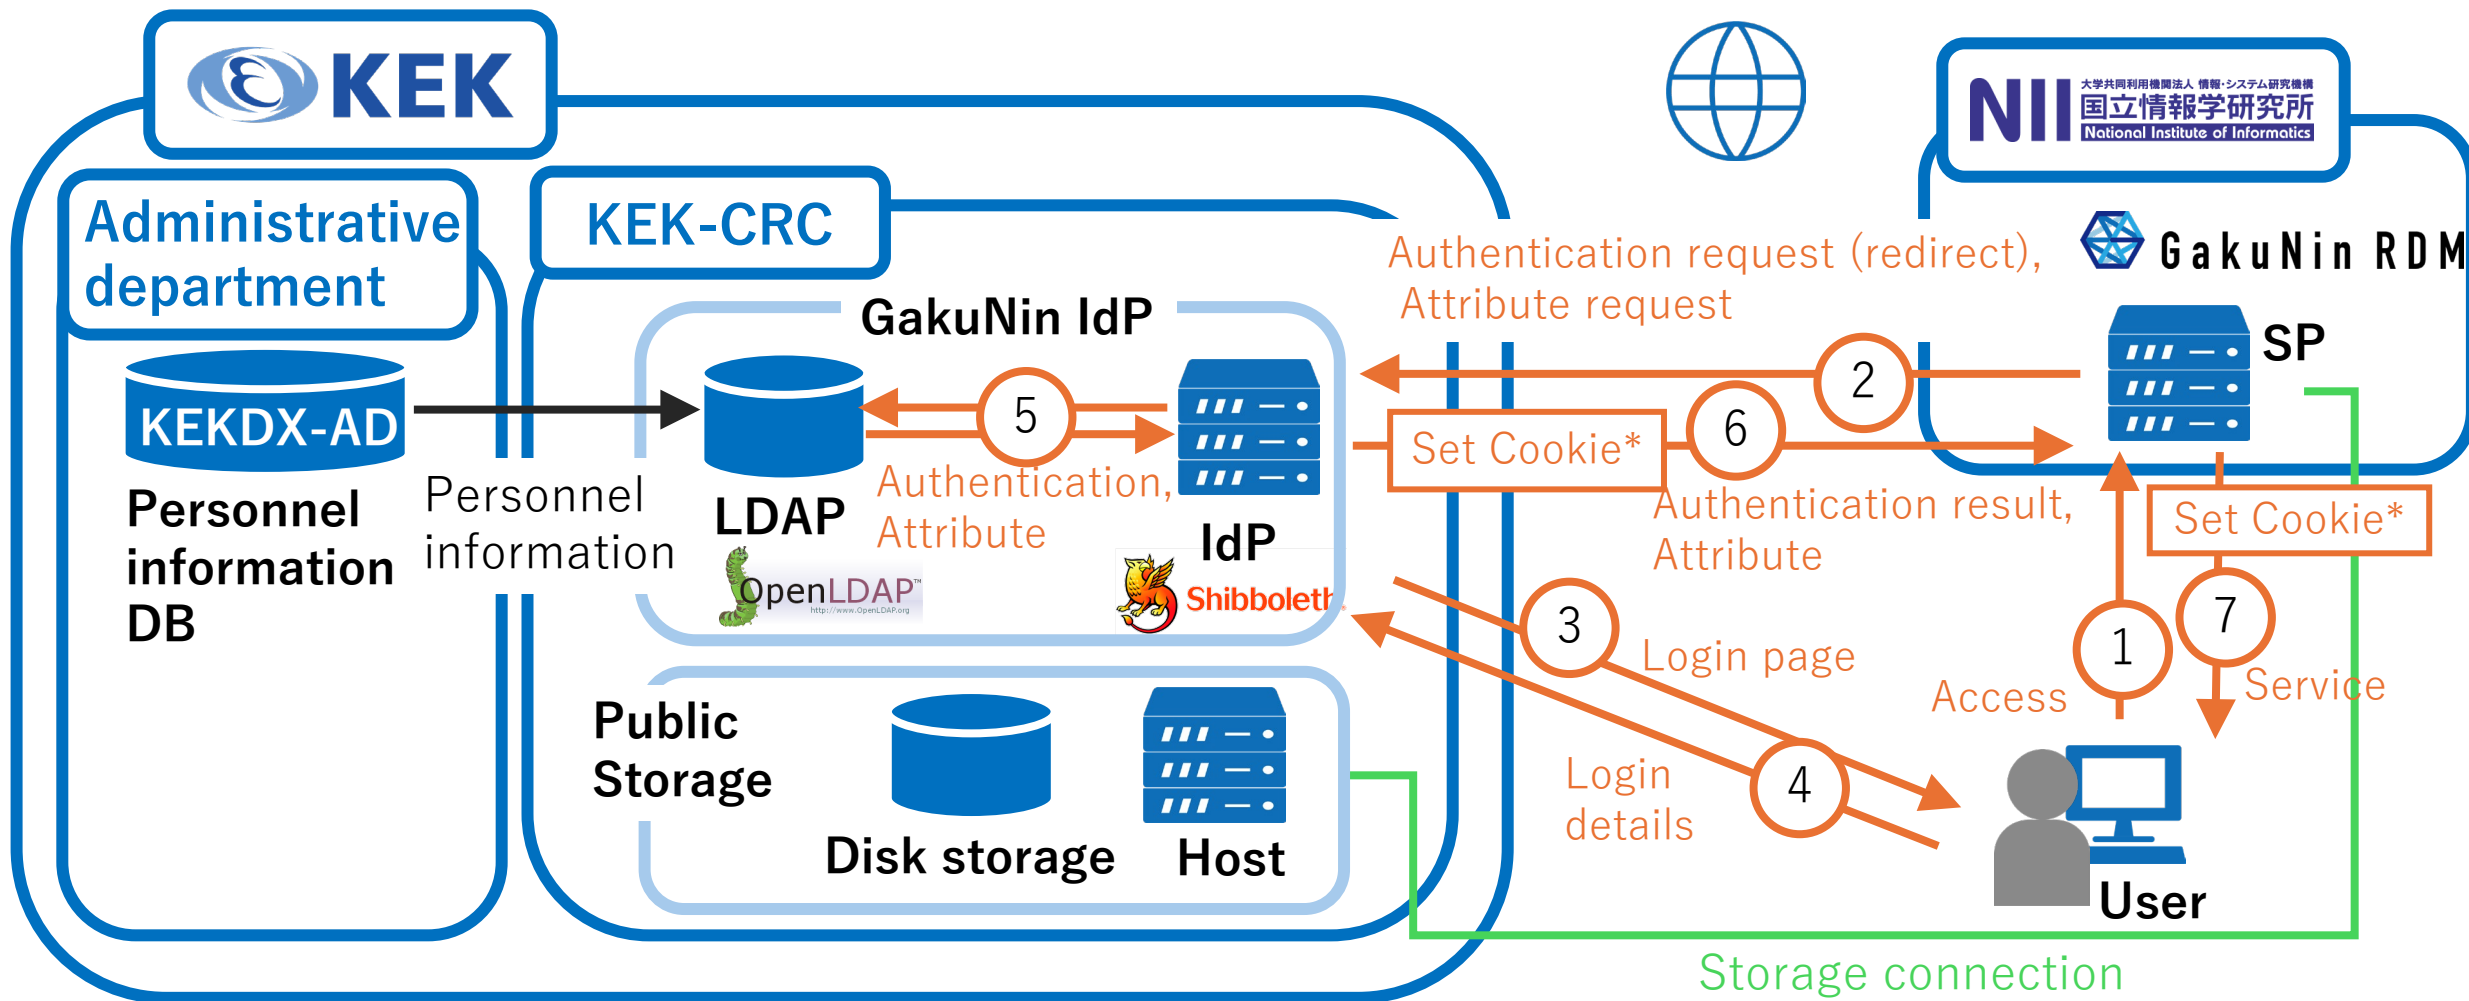 KEK
NII
大学共同利用機関法人 情報・システム研究機構
国立情報学研究所
National Institute of Informatics
Administrative
department
KEK-CRC
GakuNin RDM
Authentication request (redirect),
Attribute request
GakuNin IdP
SP
KEKDX-AD
5
2
6
Set Cookie*
Personnel
information
DB
Personnel
information
LDAP
Authentication,
Attribute
IdP
Authentication result,
Attribute
Set Cookie*
OpenLDAP™
http://www.OpenLDAP.org
Shibboleth®
3
Login page
1
7
Access
Service
Public
Storage
Login
details
4
Disk storage
Host
User
Storage connection